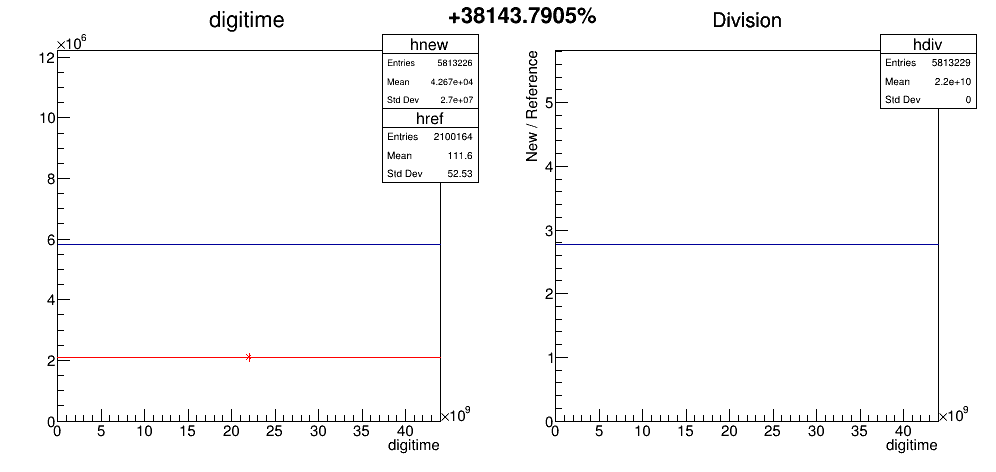 +38143.7905%
digitime
×10⁶
12
10
8
6
4
2
0
0 5 10 15 20 25 30 35 40
×10⁹
digitime
hnew
Entries 5813226
Mean 4.267e+04
Std Dev 2.7e+07
href
Entries 2100164
Mean 111.6
Std Dev 52.53
Division
New / Reference
5
4
3
2
1
0
0 5 10 15 20 25 30 35 40
×10⁹
digitime
hdiv
Entries 5813229
Mean 2.2e+10
Std Dev 0